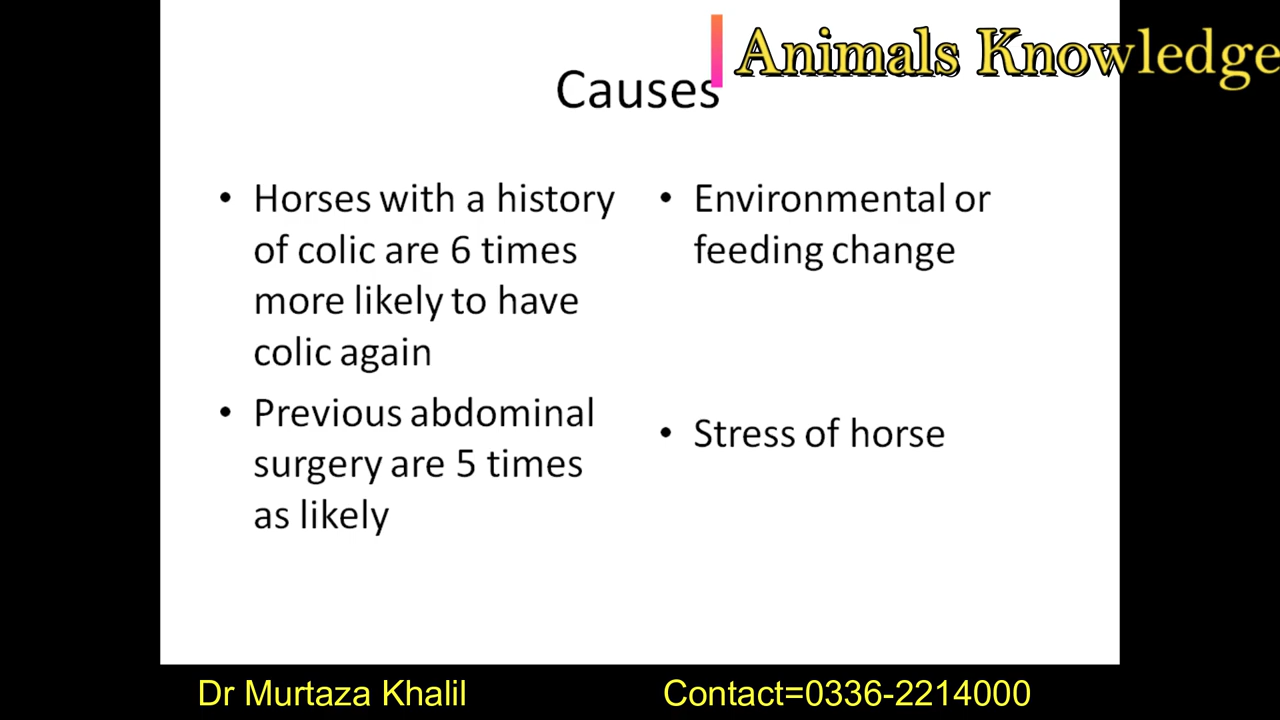 Animals Knowledge
Causes
• Horses with a history
of colic are 6 times
more likely to have
colic again
• Previous abdominal
surgery are 5 times
as likely
• Environmental or
feeding change
• Stress of horse
Dr Murtaza Khalil
Contact=0336-2214000